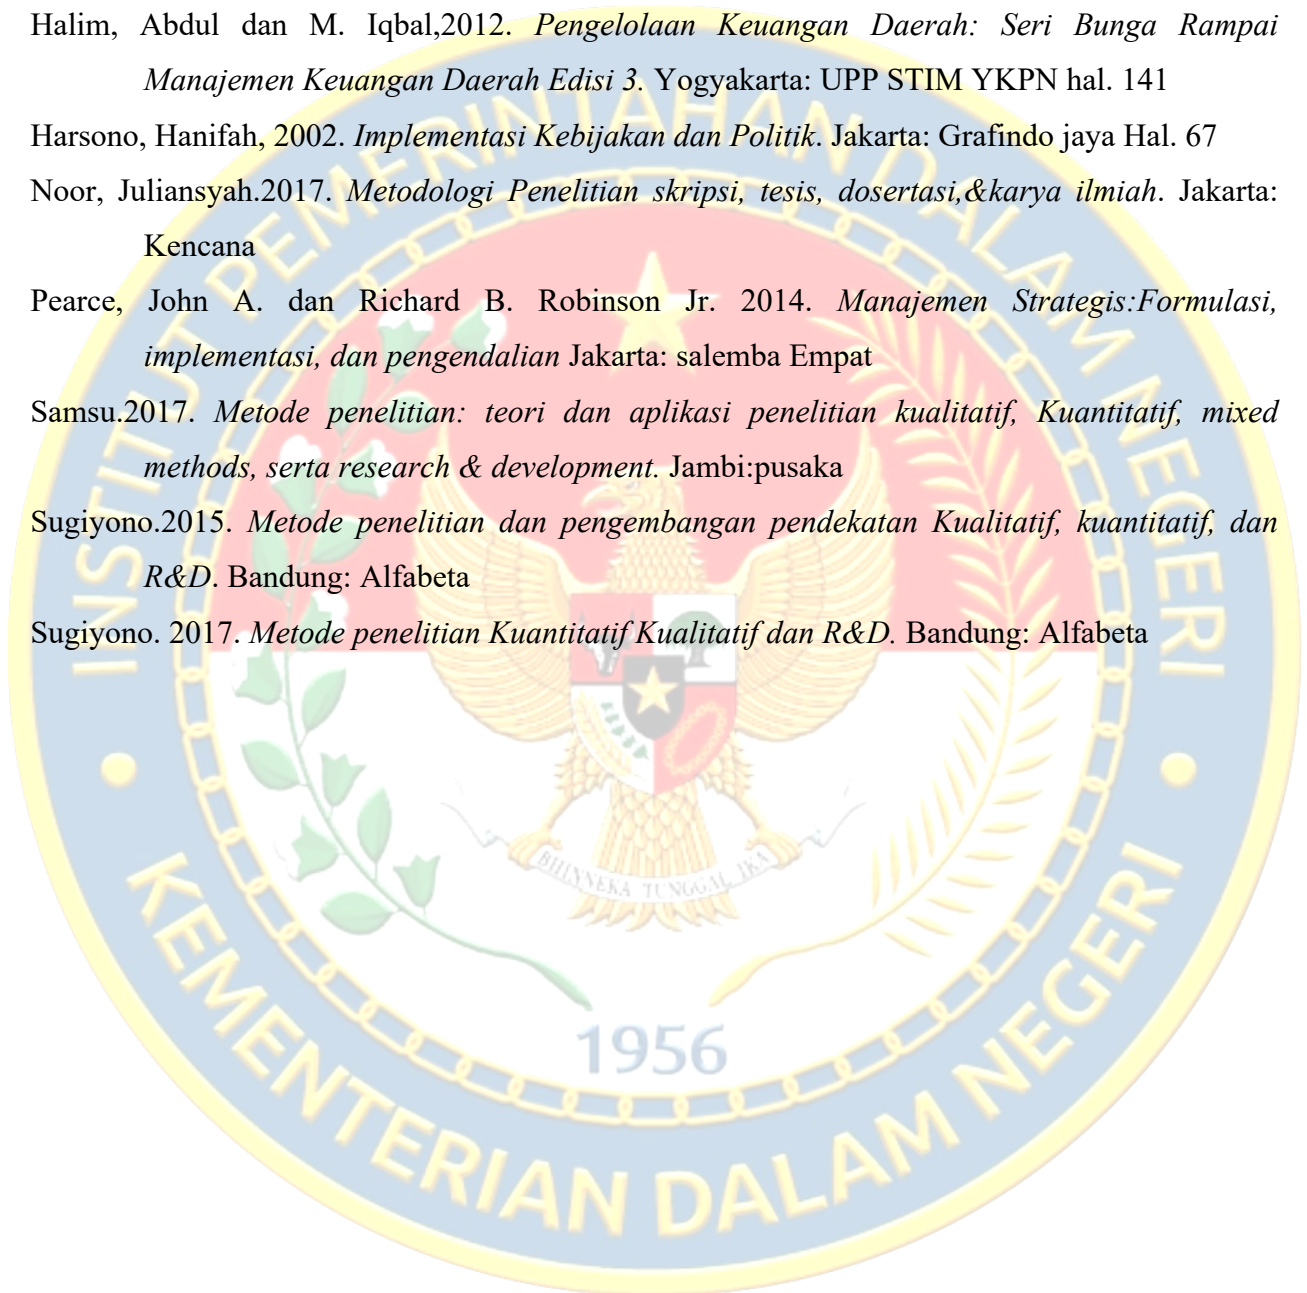 Halim, Abdul dan M. Iqbal,2012. Pengelolaan Keuangan Daerah: Seri Bunga Rampai
Manajemen Keuangan Daerah Edisi 3. Yogyakarta: UPP STIM YKPN hal. 141
Harsono, Hanifah, 2002. Implementasi Kebijakan dan Politik. Jakarta: Grafindo jaya Hal. 67
Noor, Juliansyah.2017. Metodologi Penelitian skripsi, tesis, dosertasi,&karya ilmiah. Jakarta:
Kencana
Pearce, John A. dan Richard B. Robinson Jr. 2014. Manajemen Strategis:Formulasi,
implementasi, dan pengendalian Jakarta: salemba Empat
Samsu.2017. Metode penelitian: teori dan aplikasi penelitian kualitatif, Kuantitatif, mixed
methods, serta research & development. Jambi:pusaka
Sugiyono.2015. Metode penelitian dan pengembangan pendekatan Kualitatif, kuantitatif, dan
R&D. Bandung: Alfabeta
Sugiyono. 2017. Metode penelitian Kuantitatif Kualitatif dan R&D. Bandung: Alfabeta
INSTITUT PEMERINTAHAN DALAM NEGERI
BHINNEKA TUNGGAL IKA
1956
KEMENTERIAN DALAM NEGERI